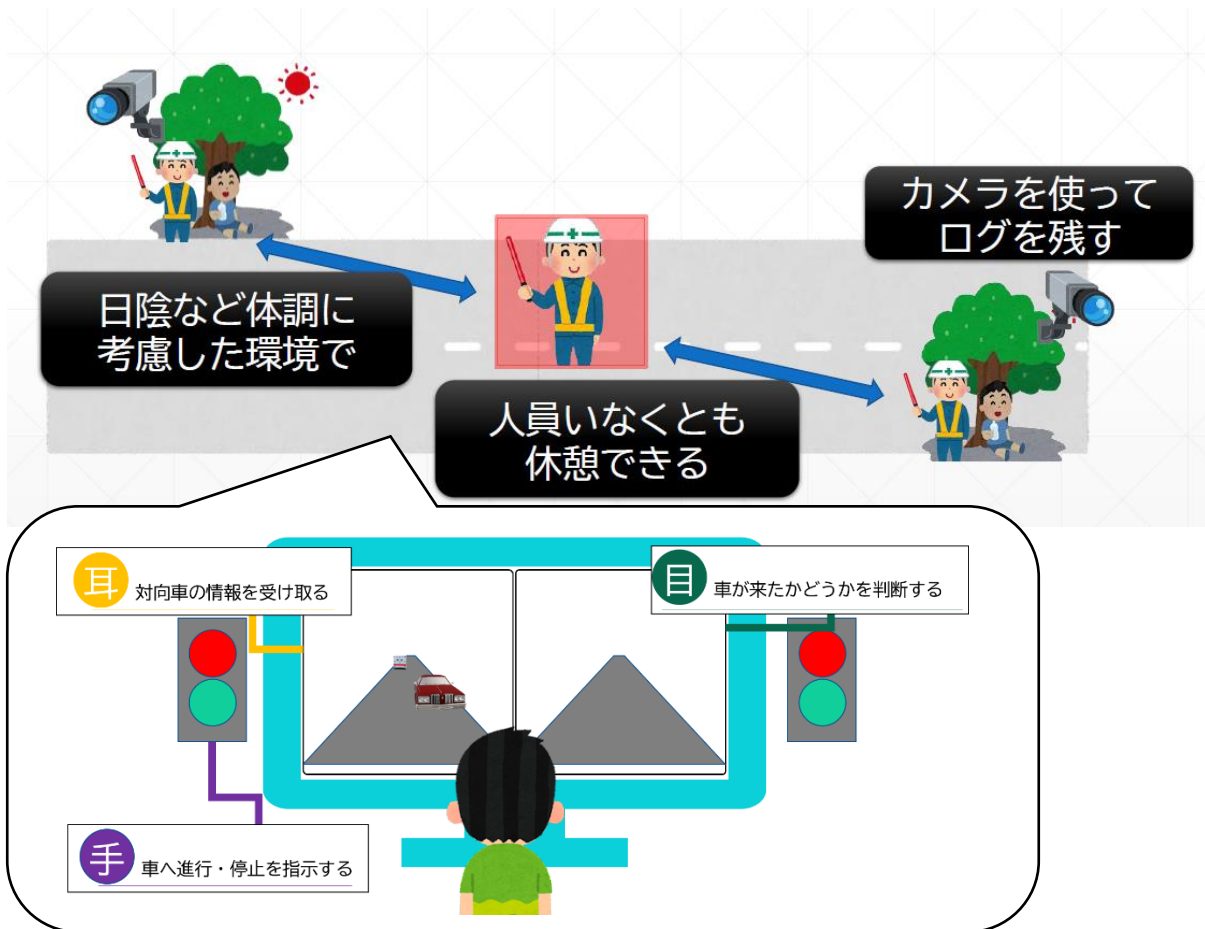 カメラを使って
ログを残す
日陰など体調に
考慮した環境で
人員いなくとも
休憩できる
耳 対向車の情報を受け取る
目 車が来たかどうかを判断する
手 車へ進行・停止を指示する